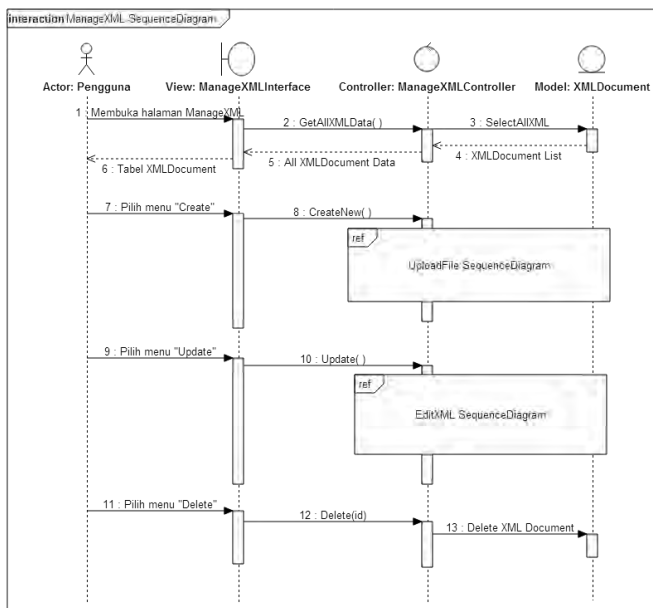 interaction ManageXML SequenceDiagram
Actor: Pengguna
View: ManageXMLInterface
Controller: ManageXMLController
Model: XMLDocument
1 : Membuka halaman ManageXML
2 : GetAllXMLData( )
3 : SelectAllXML
4 : XMLDocument List
5 : All XMLDocument Data
6 : Tabel XMLDocument
7 : Pilih menu "Create"
8 : CreateNew( )
ref
UploadFile SequenceDiagram
9 : Pilih menu "Update"
10 : Update( )
ref
EditXML SequenceDiagram
11 : Pilih menu "Delete"
12 : Delete(id)
13 : Delete XML Document